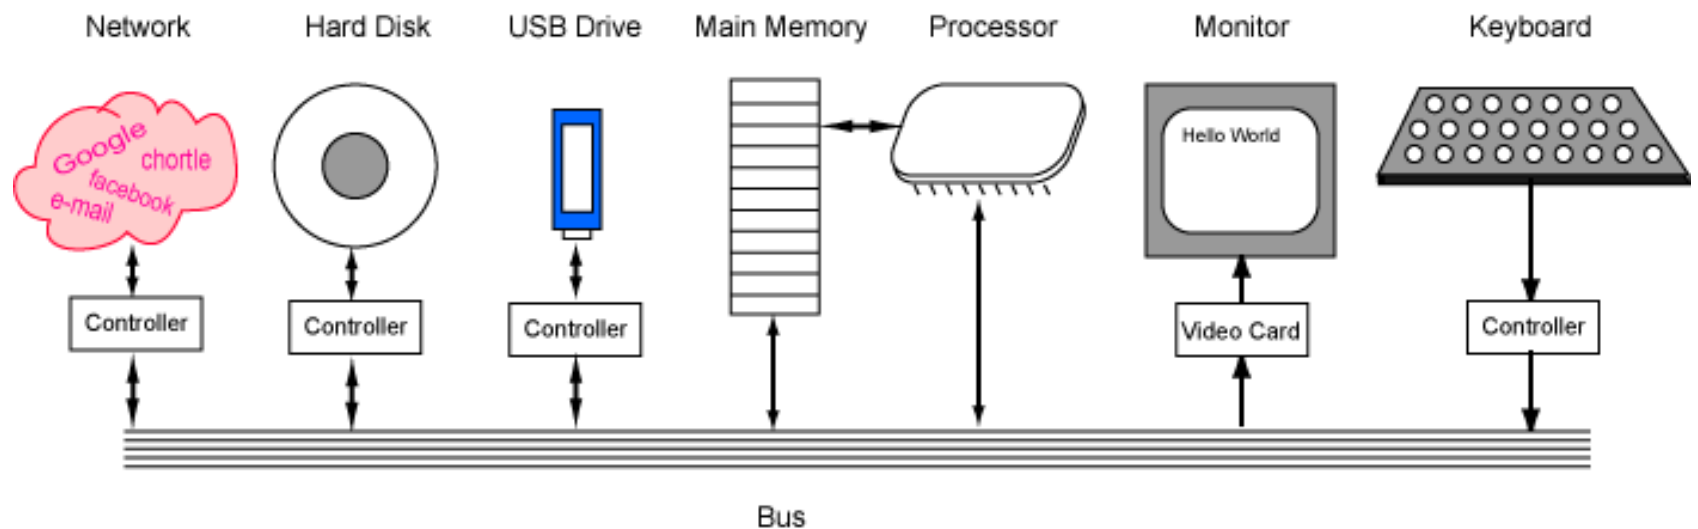 Network
Hard Disk
USB Drive
Main Memory
Processor
Monitor
Keyboard
Google
chortle
facebook
e-mail
Hello World
Controller
Controller
Controller
Video Card
Controller
Bus